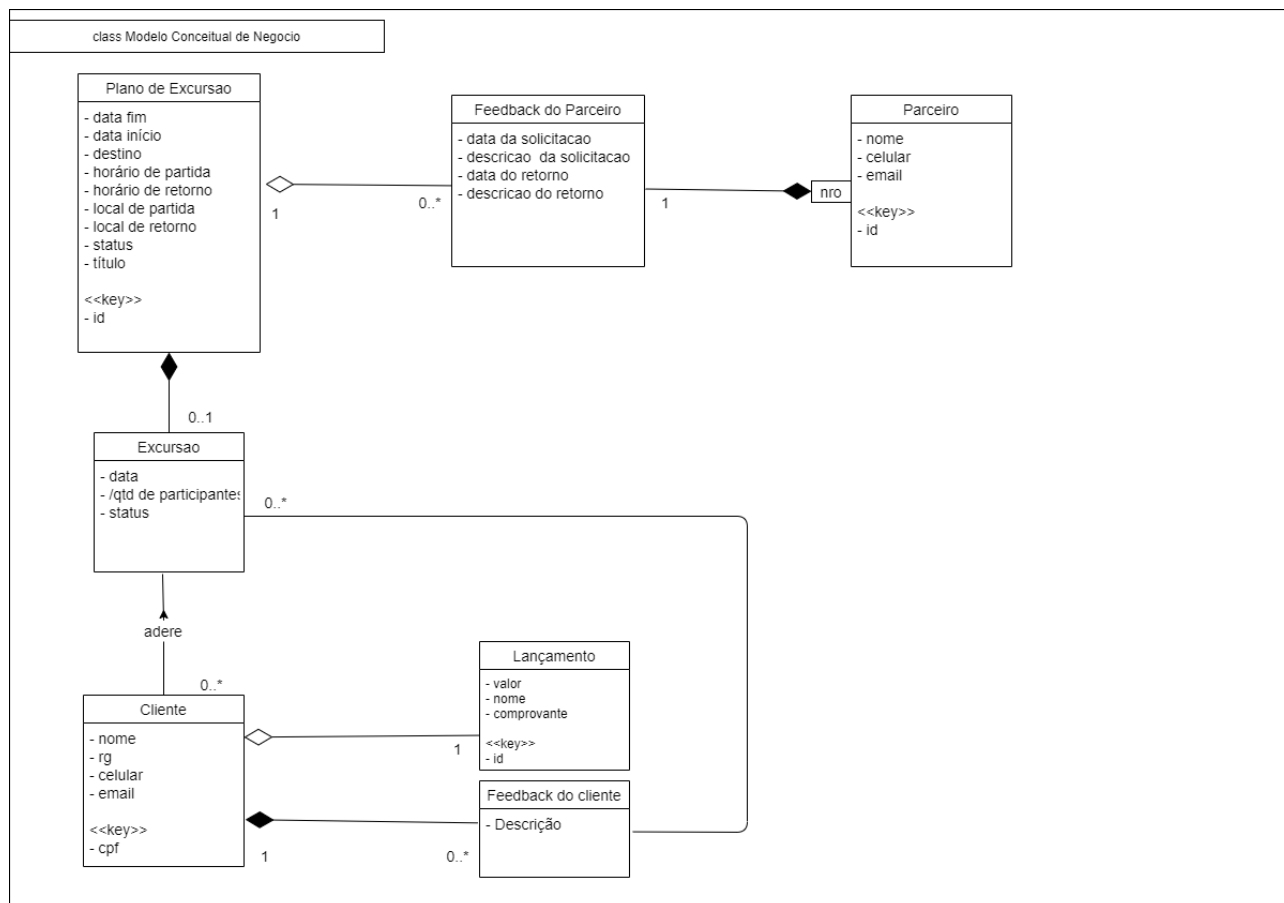 class Modelo Conceitual de Negocio
Plano de Excursao
- data fim
- data início
- destino
- horário de partida
- horário de retorno
- local de partida
- local de retorno
- status
- título
<<key>>
- id
1
0..*
Feedback do Parceiro
- data da solicitacao
- descricao da solicitacao
- data do retorno
- descricao do retorno
1
nro
Parceiro
- nome
- celular
- email
<<key>>
- id
0..1
Excursao
- data
- /qtd de participantes
- status
0..*
adere
0..*
Cliente
- nome
- rg
- celular
- email
<<key>>
- cpf
1
Lançamento
- valor
- nome
- comprovante
<<key>>
- id
1
0..*
Feedback do cliente
- Descrição